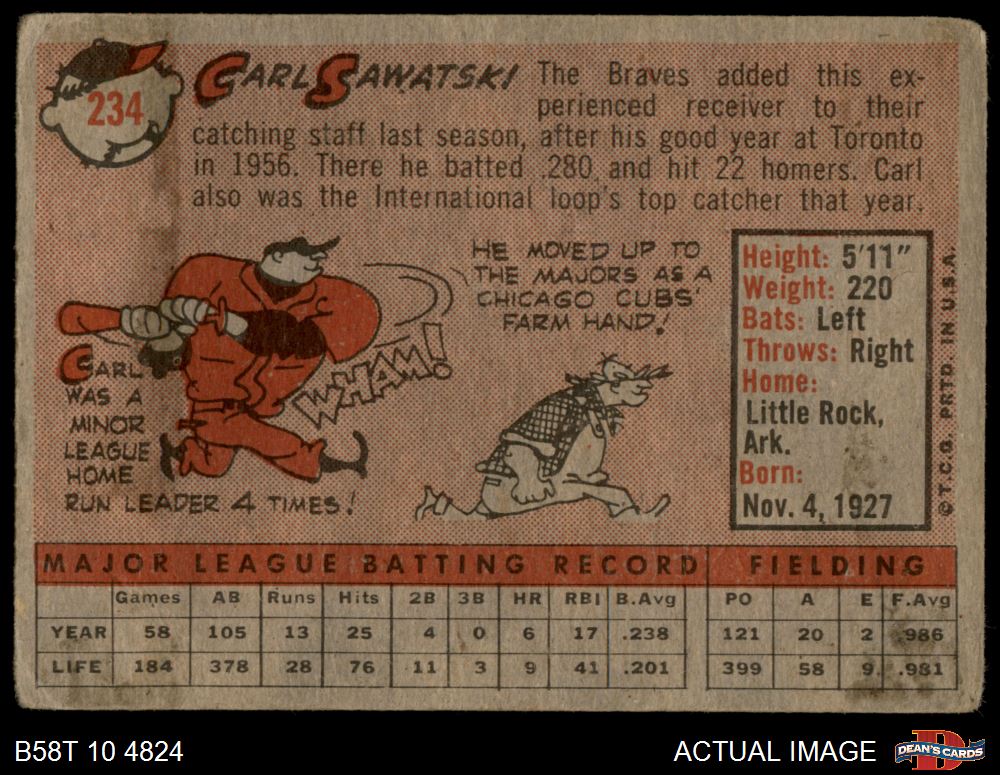 234
CARL SAWATSKI
The Braves added this ex-
perienced receiver to their
catching staff last season, after his good year at Toronto
in 1956. There he batted .280 and hit 22 homers. Carl
also was the International loop's top catcher that year.
HE MOVED UP TO
THE MAJORS AS A
CHICAGO CUBS'
FARM HAND!
WHAM!
CARL
WAS A
MINOR
LEAGUE
HOME
RUN LEADER 4 TIMES!
Height: 5'11"
Weight: 220
Bats: Left
Throws: Right
Home:
Little Rock,
Ark.
Born:
Nov. 4, 1927
©T.C.G. PRTD. IN U.S.A.
MAJOR LEAGUE BATTING RECORD FIELDING
Games AB Runs Hits 2B 3B HR RBI B.Avg PO A E F.Avg
YEAR 58 105 13 25 4 0 6 17 .238 121 20 2 .986
LIFE 184 378 28 76 11 3 9 41 .201 399 58 9 .981
B58T 10 4824
ACTUAL IMAGE
D
DEAN'S CARDS